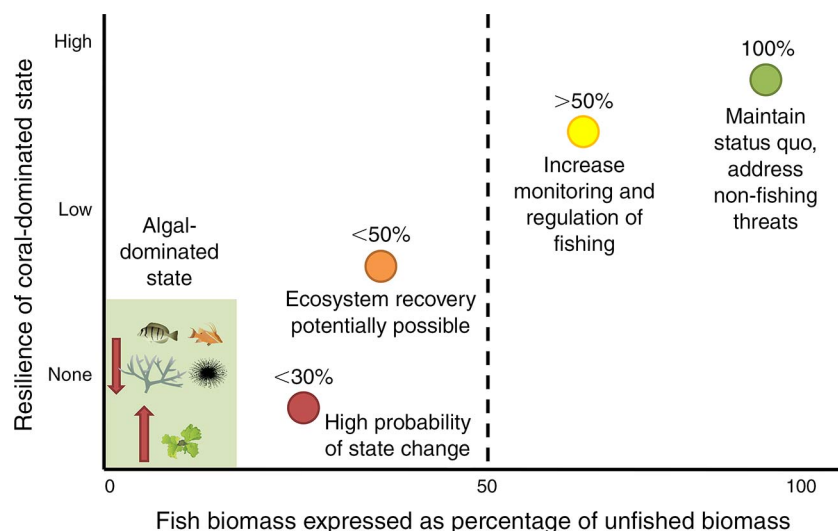 Resilience of coral-dominated state
High
Low
None
100%
Maintain
status quo,
address
non-fishing
threats
>50%
Increase
monitoring and
regulation of
fishing
Algal-
dominated
state
<50%
Ecosystem recovery
potentially possible
<30%
High probability
of state change
0
50
100
Fish biomass expressed as percentage of unfished biomass